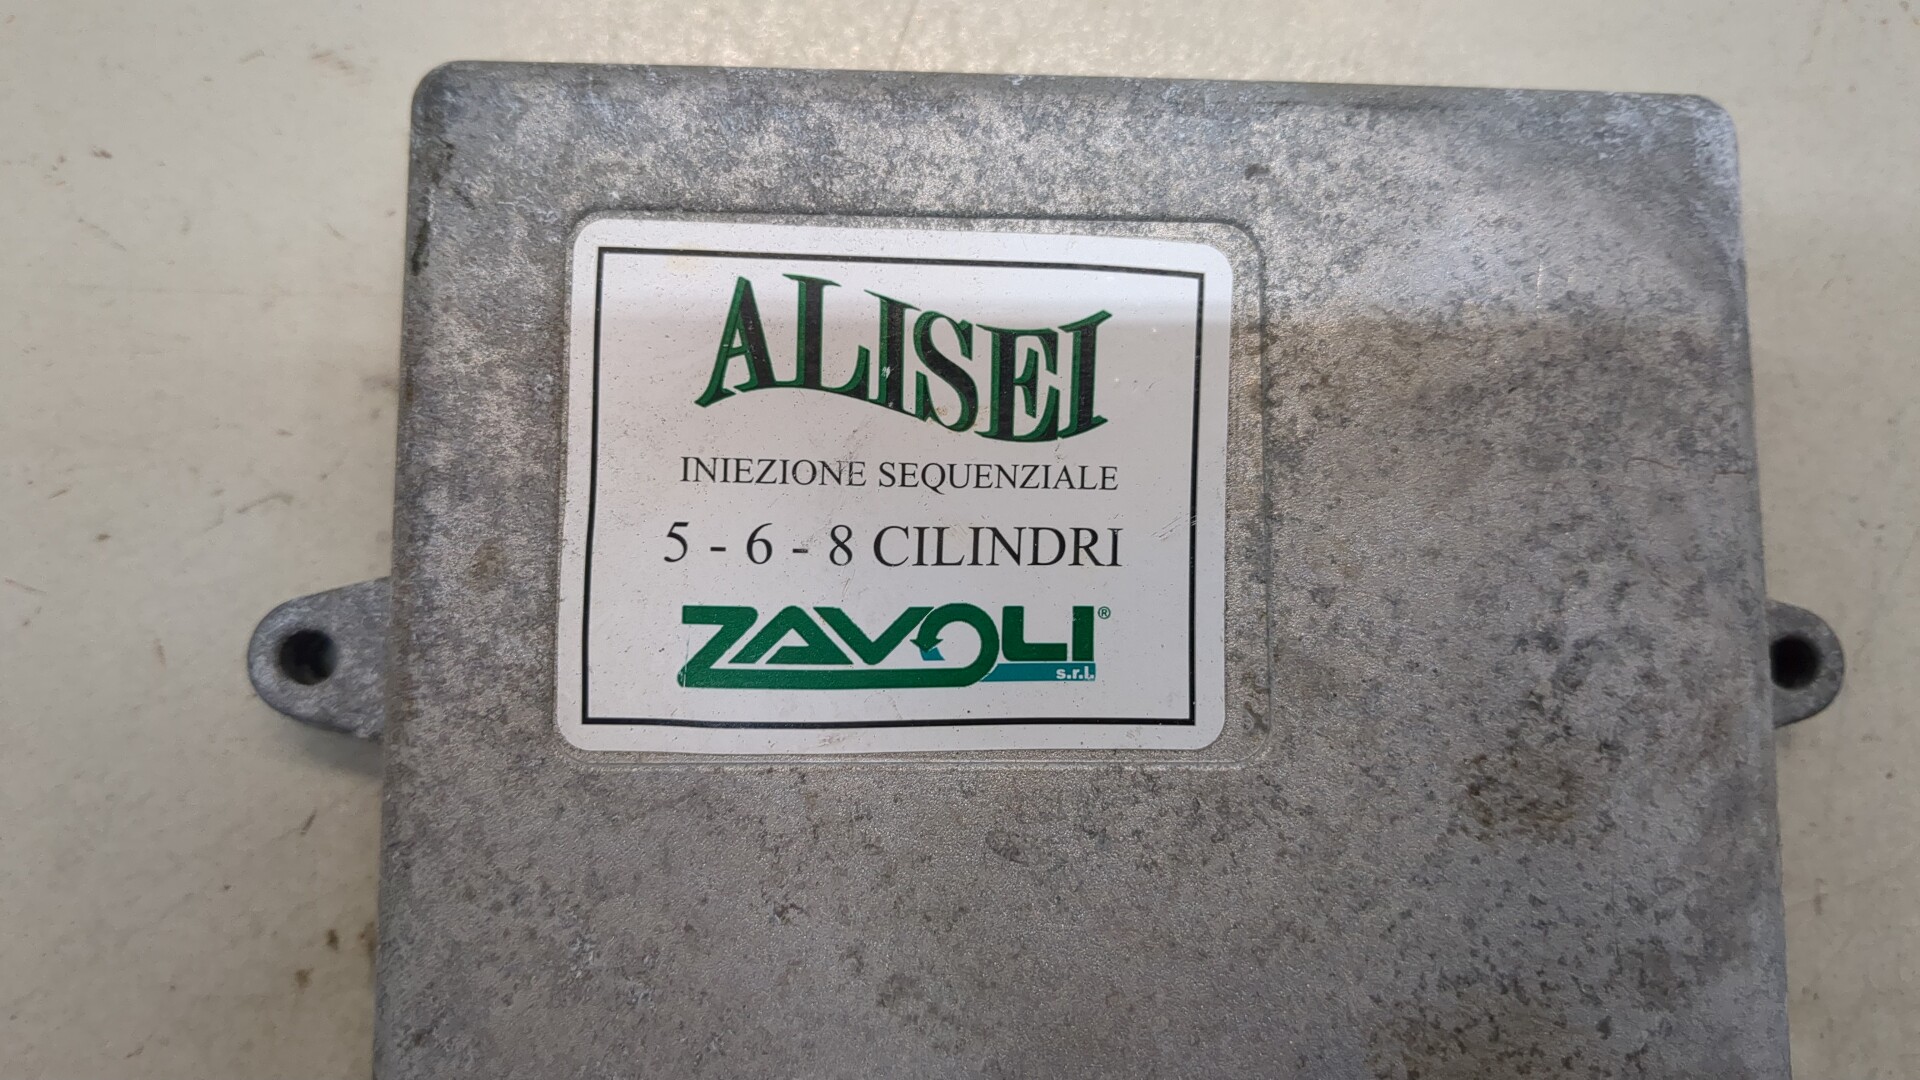 ALISEI
INIEZIONE SEQUENZIALE
5 - 6 - 8 CILINDRI
ZAVOLI®
s.r.l.